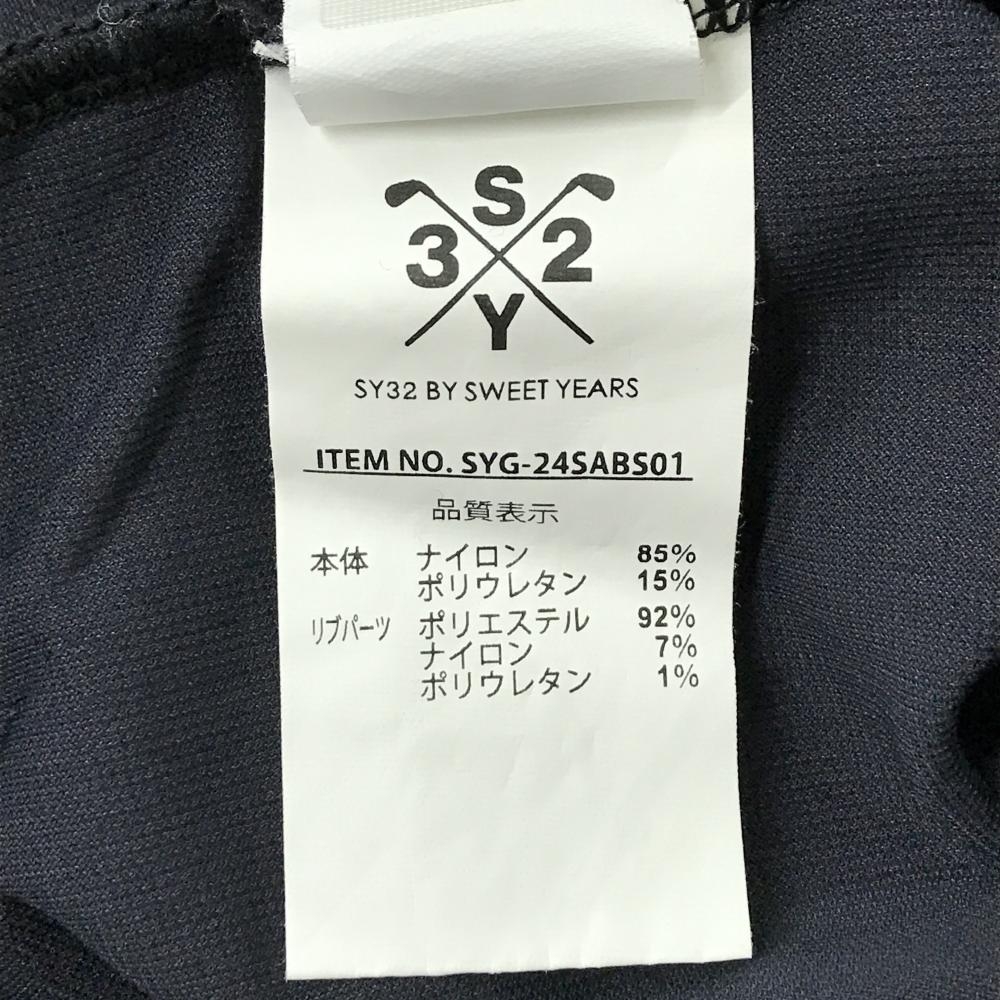 S
3 2
Y
SY32 BY SWEET YEARS
ITEM NO. SYG-24SABS01
品質表示
本体 ナイロン 85%
ポリウレタン 15%
リブパーツ ポリエステル 92%
ナイロン 7%
ポリウレタン 1%